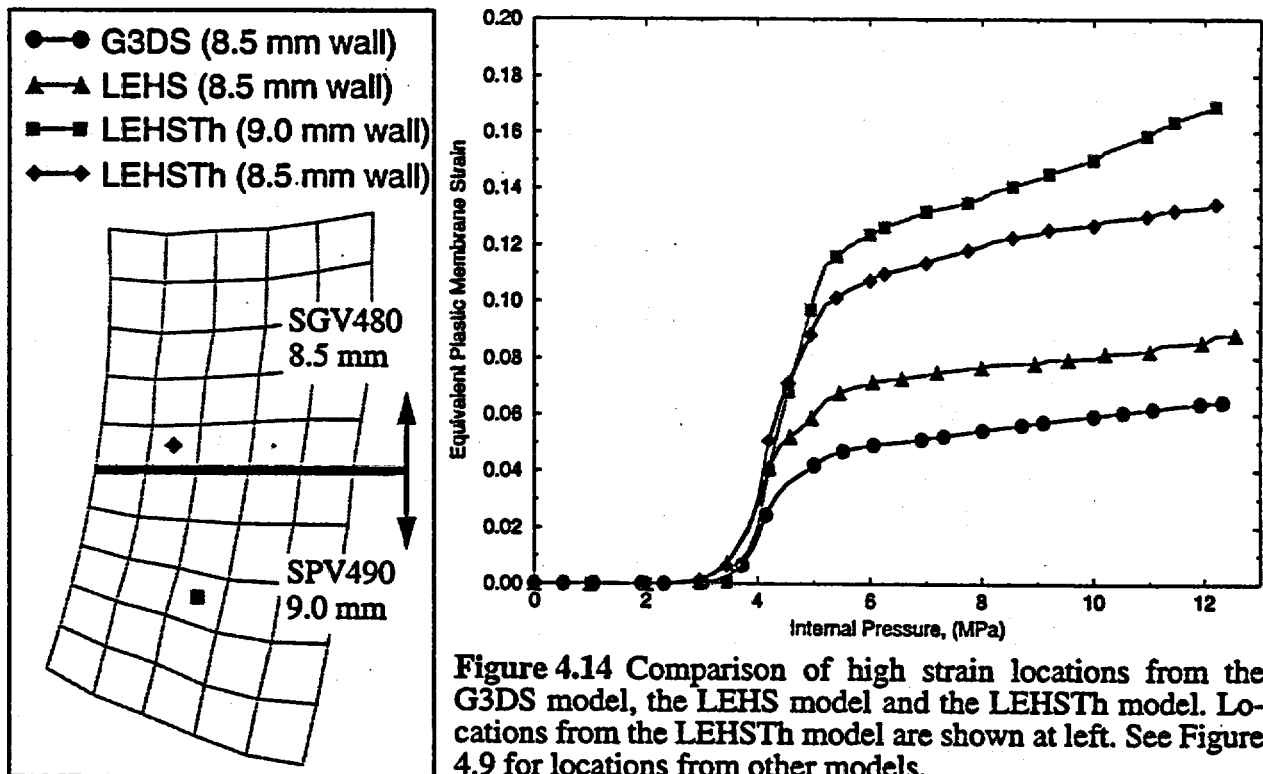 G3DS (8.5 mm wall)
LEHS (8.5 mm wall)
LEHSTh (9.0 mm wall)
LEHSTh (8.5 mm wall)
SGV480
8.5 mm
SPV490
9.0 mm
Equivalent Plastic Membrane Strain
0.20
0.18
0.16
0.14
0.12
0.10
0.08
0.06
0.04
0.02
0.00
0 2 4 6 8 10 12
Internal Pressure, (MPa)
Figure 4.14 Comparison of high strain locations from the
G3DS model, the LEHS model and the LEHSTh model. Lo-
cations from the LEHSTh model are shown at left. See Figure
4.9 for locations from other models.